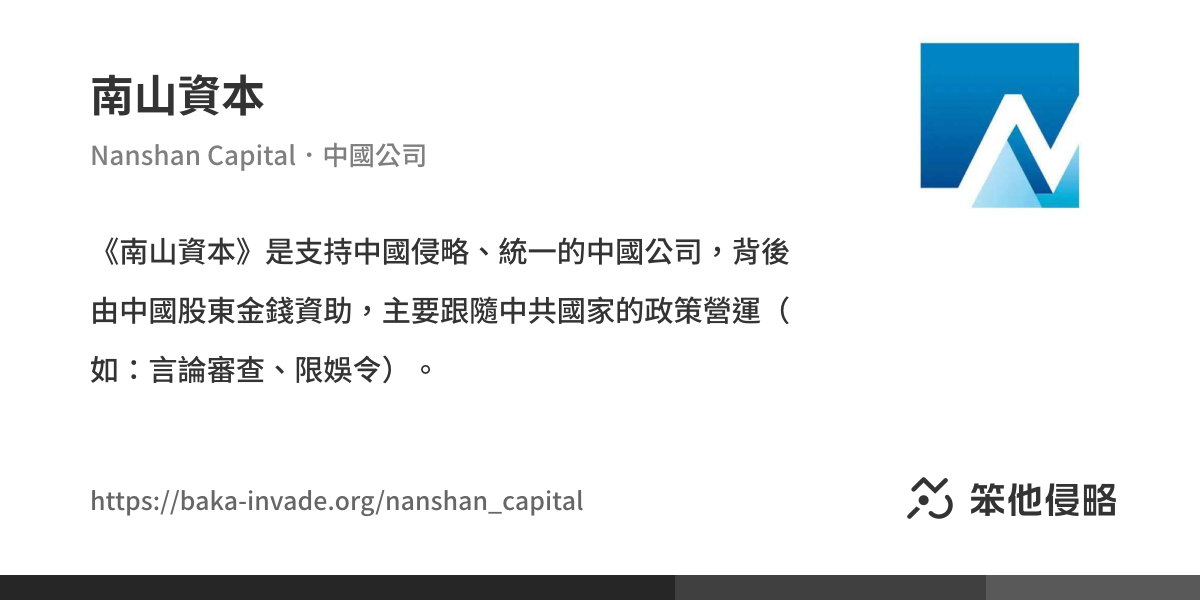 南山資本
Nanshan Capital・中國公司
《南山資本》是支持中國侵略、統一的中國公司，背後
由中國股東金錢資助，主要跟隨中共國家的政策營運（
如：言論審查、限娛令）。
https://baka-invade.org/nanshan_capital
笨他侵略